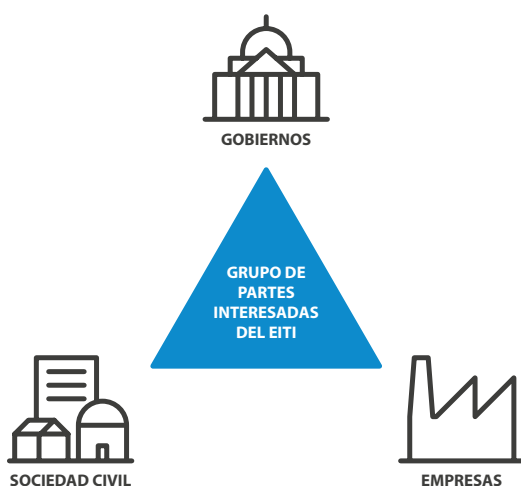 GOBIERNOS
GRUPO DE
PARTES
INTERESADAS
DEL EITI
SOCIEDAD CIVIL
EMPRESAS